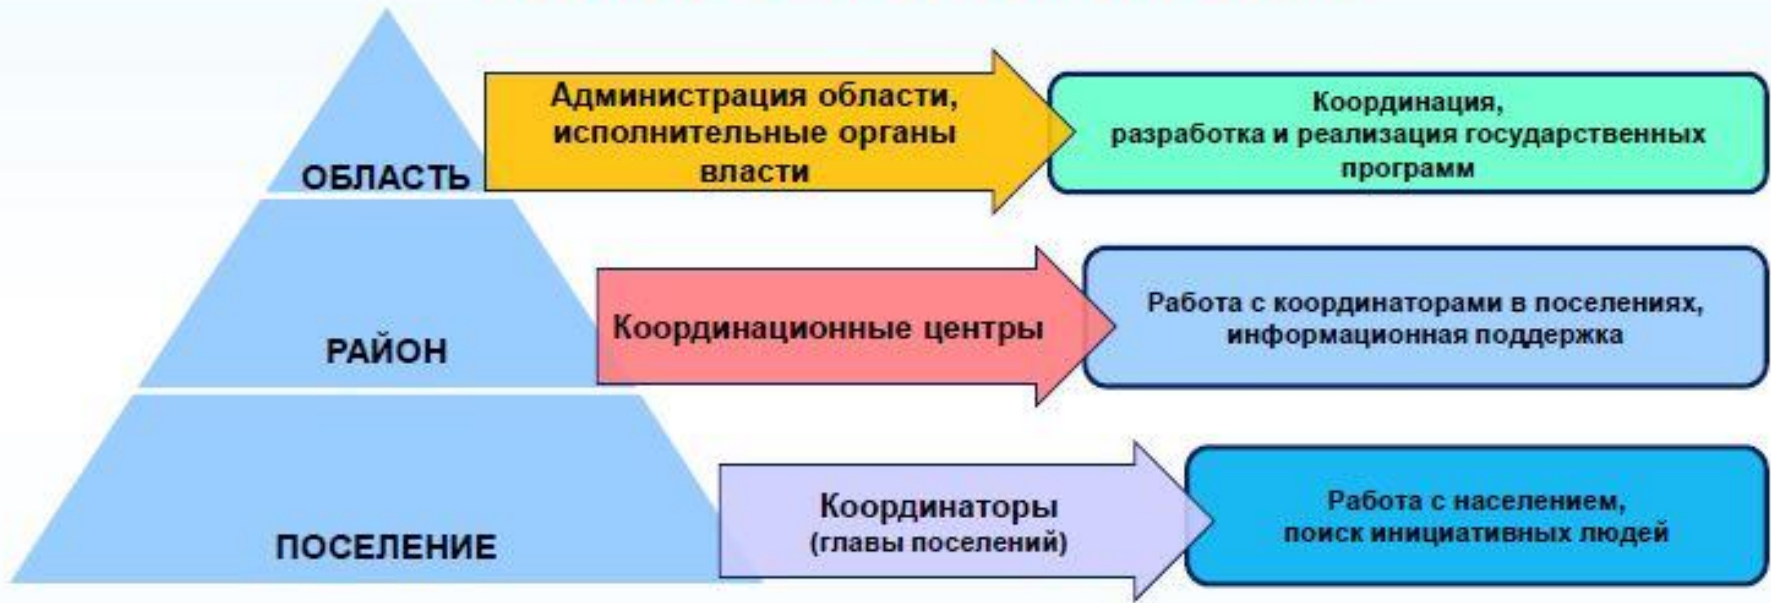 Администрация области,
исполнительные органы
власти
Координация,
разработка и реализация государственных
программ
ОБЛАСТЬ
Координационные центры
Работа с координаторами в поселениях,
информационная поддержка
РАЙОН
Координаторы
(главы поселений)
Работа с населением,
поиск инициативных людей
ПОСЕЛЕНИЕ